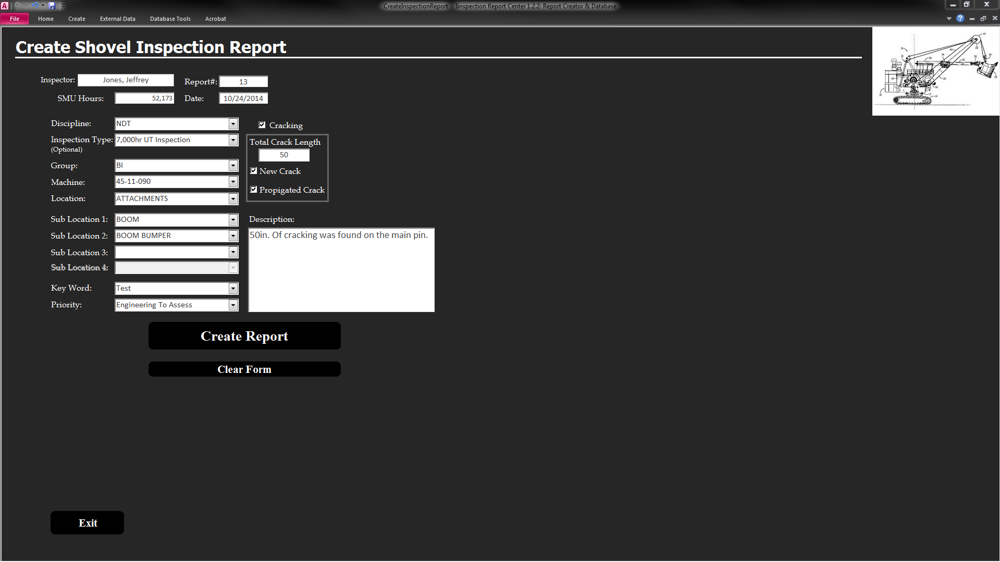 CreateInspectionReport - Iinspection Report Center 1.2.2: Report Creator & Database
File Home Create External Data Database Tools Acrobat
Create Shovel Inspection Report
Inspector: Jones, Jeffrey Report#: 13
SMU Hours: 52,173 Date: 10/24/2014
Discipline: NDT Cracking
Inspection Type: 7,000hr UT Inspection Total Crack Length
(Optional)
50
Group: BI New Crack
Machine: 45-11-090
Propigated Crack
Location: ATTACHMENTS
Sub Location 1: BOOM Description:
Sub Location 2: BOOM BUMPER 50in. Of cracking was found on the main pin.
Sub Location 3:
Sub Location 4:
Key Word: Test
Priority: Engineering To Assess
Create Report
Clear Form
Exit